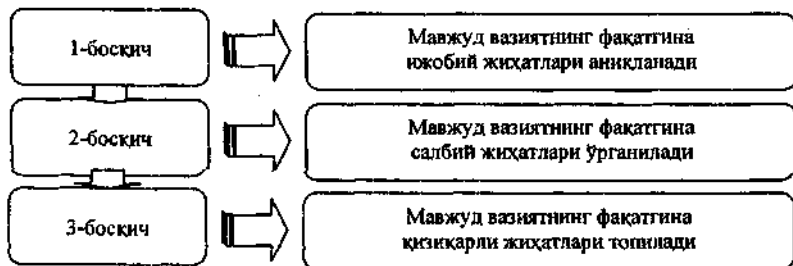 1-босқич
Мавжуд вазиятнинг фақатгина
ижобий жиҳатлари аниқланади
2-босқич
Мавжуд вазиятнинг фақатгина
салбий жиҳатлари ўрганилади
3-босқич
Мавжуд вазиятнинг фақатгина
қизиқарли жиҳатлари топилади